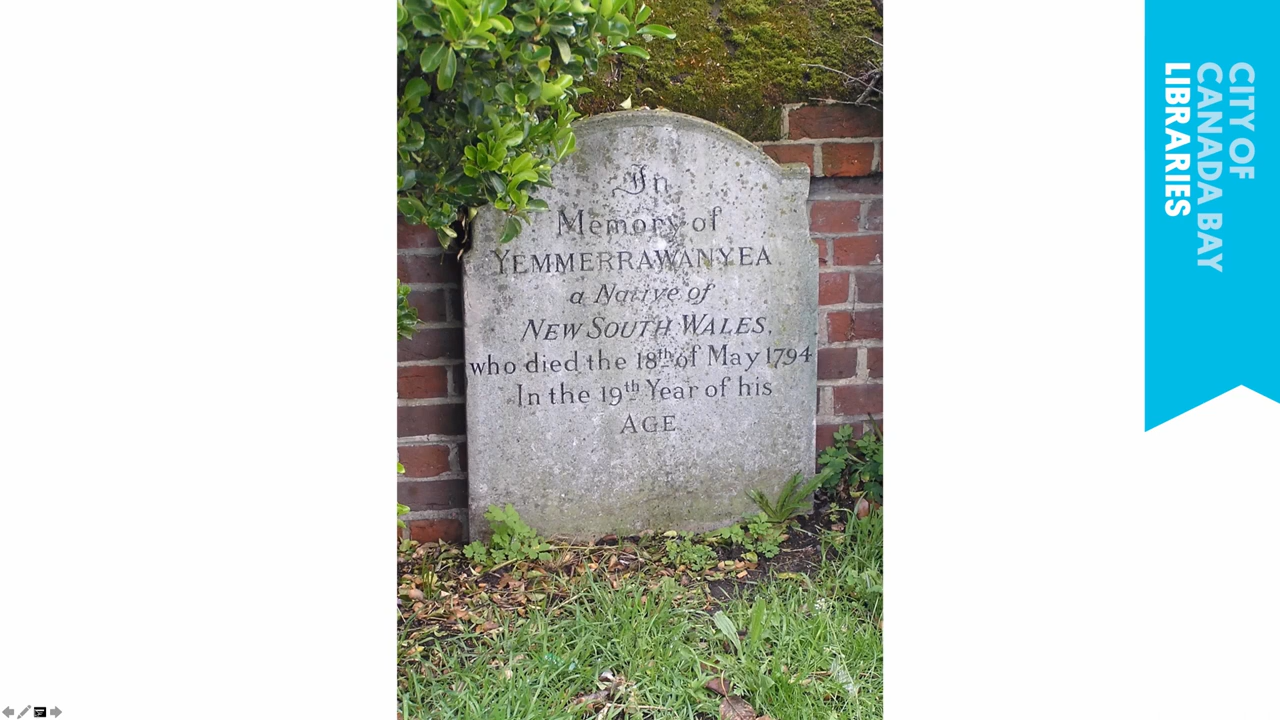 In
Memory of
YEMMERRAWANYEA
a Native of
NEW SOUTH WALES,
who died the 18th of May 1794
In the 19th Year of his
AGE
CITY OF
CANADA BAY
LIBRARIES